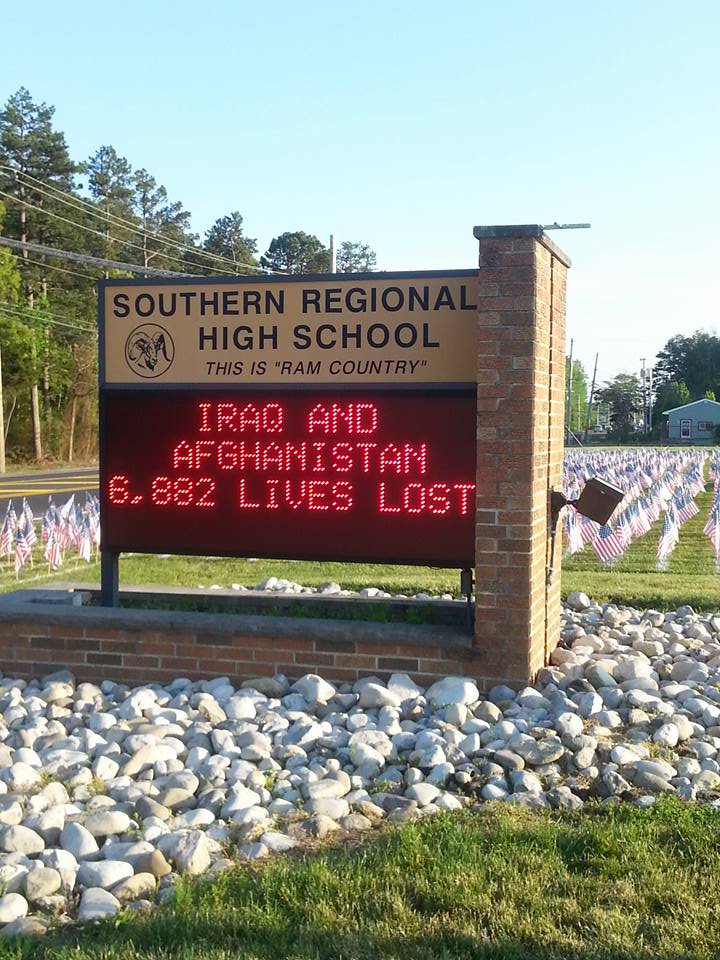 SOUTHERN REGIONAL
HIGH SCHOOL
THIS IS "RAM COUNTRY"
IRAQ AND
AFGHANISTAN
6,882 LIVES LOST